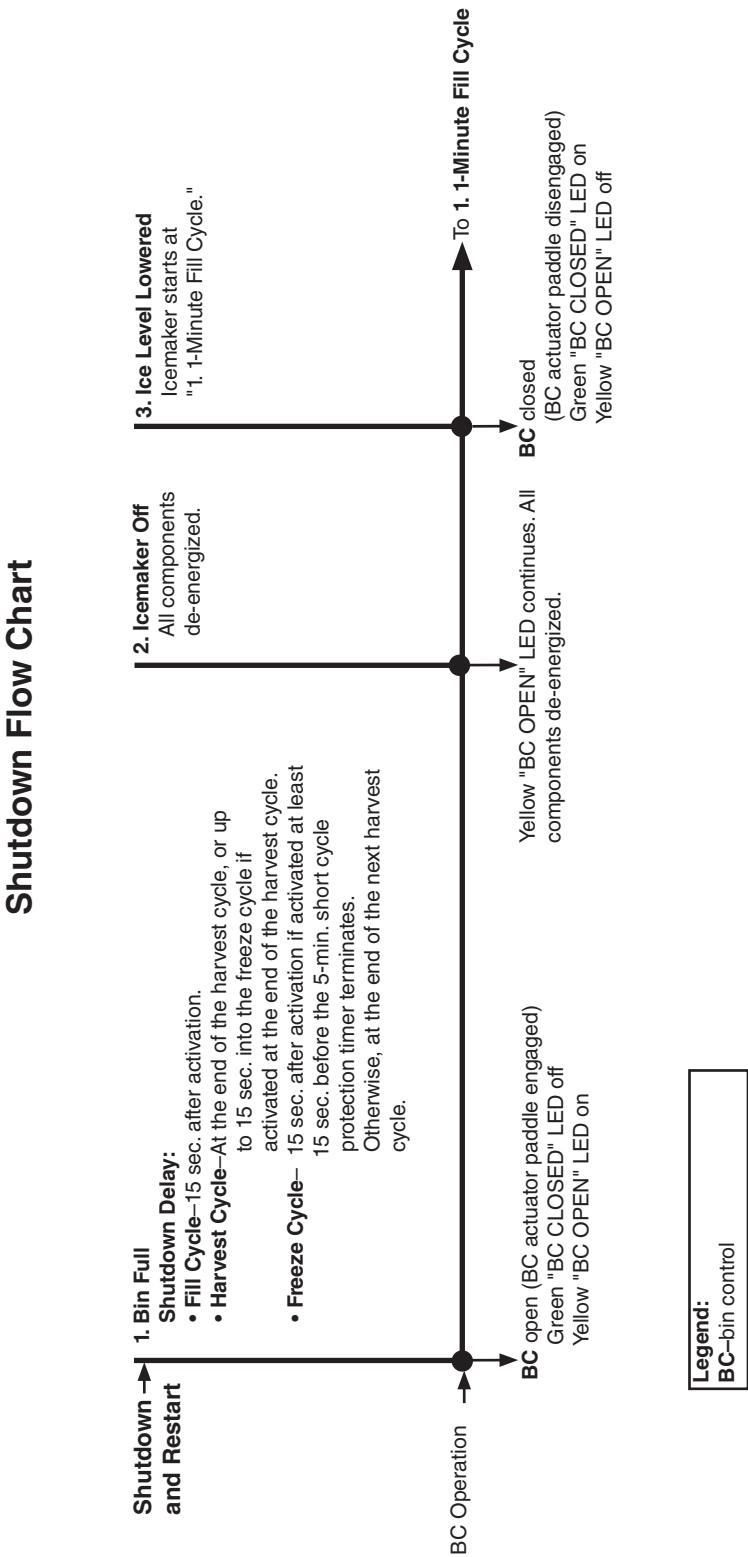 Shutdown Flow Chart
Shutdown
and Restart
1. Bin Full
Shutdown Delay:
• Fill Cycle–15 sec. after activation.
• Harvest Cycle–At the end of the harvest cycle, or up
to 15 sec. into the freeze cycle if
activated at the end of the harvest cycle.
• Freeze Cycle– 15 sec. after activation if activated at least
15 sec. before the 5-min. short cycle
protection timer terminates.
Otherwise, at the end of the next harvest
cycle.
2. Icemaker Off
All components
de-energized.
3. Ice Level Lowered
Icemaker starts at
"1. 1-Minute Fill Cycle."
BC Operation
To 1. 1-Minute Fill Cycle
BC open (BC actuator paddle engaged)
Green "BC CLOSED" LED off
Yellow "BC OPEN" LED on
Yellow "BC OPEN" LED continues. All
components de-energized.
BC closed
(BC actuator paddle disengaged)
Green "BC CLOSED" LED on
Yellow "BC OPEN" LED off
Legend:
BC–bin control